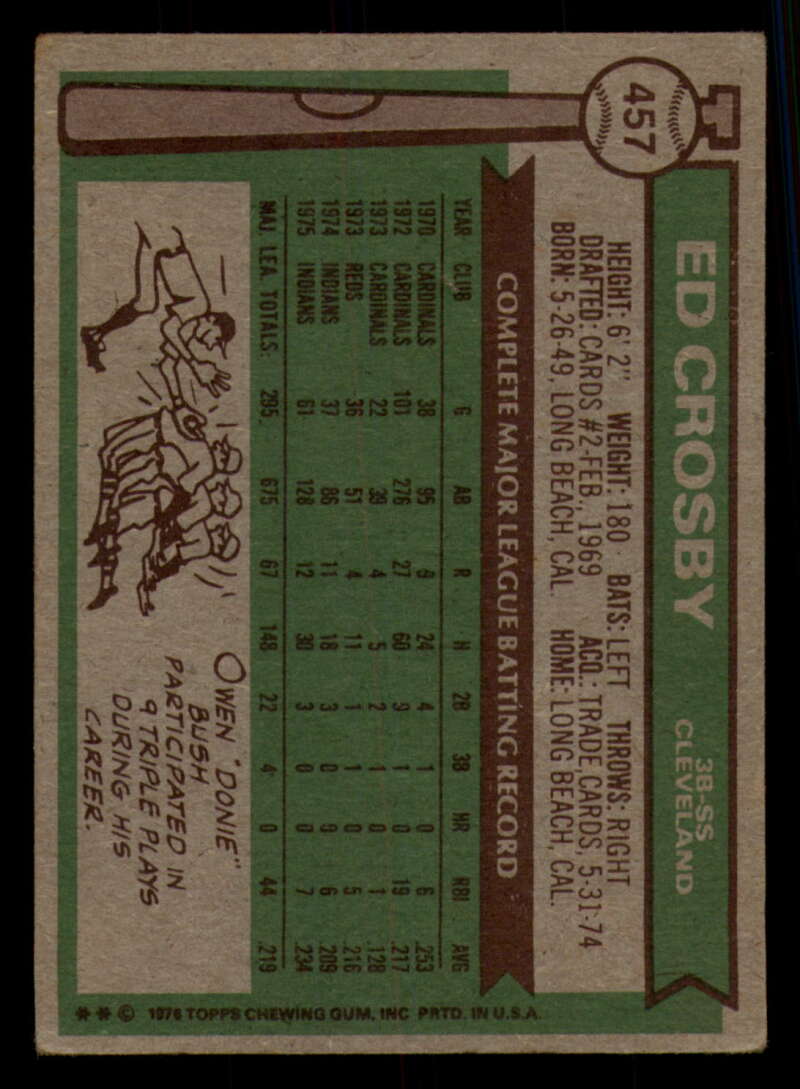 457
ED CROSBY
3B-SS
CLEVELAND
HEIGHT: 6' 2" WEIGHT: 180 BATS: LEFT THROWS: RIGHT
DRAFTED: CARDS #2-FEB., 1969 ACQ.: TRADE, CARDS, 5-31-74
BORN: 5-26-49, LONG BEACH, CAL. HOME: LONG BEACH, CAL.
COMPLETE MAJOR LEAGUE BATTING RECORD
YEAR CLUB G AB R H 2B 3B HR RBI AVG
1970 CARDINALS 38 95 9 24 4 1 0 6 .253
1972 CARDINALS 101 276 27 60 9 1 0 19 .217
1973 CARDINALS 22 39 4 5 2 1 0 1 .128
1973 REDS 36 51 4 11 1 1 0 5 .216
1974 INDIANS 37 86 11 18 3 0 0 6 .209
1975 INDIANS 61 128 12 30 3 0 0 7 .234
MAJ. LEA. TOTALS: 295 675 67 148 22 4 0 44 .219
OWEN "DONIE"
BUSH
PARTICIPATED IN
9 TRIPLE PLAYS
DURING HIS
CAREER.
** © 1976 TOPPS CHEWING GUM, INC PRTD. IN U.S.A.